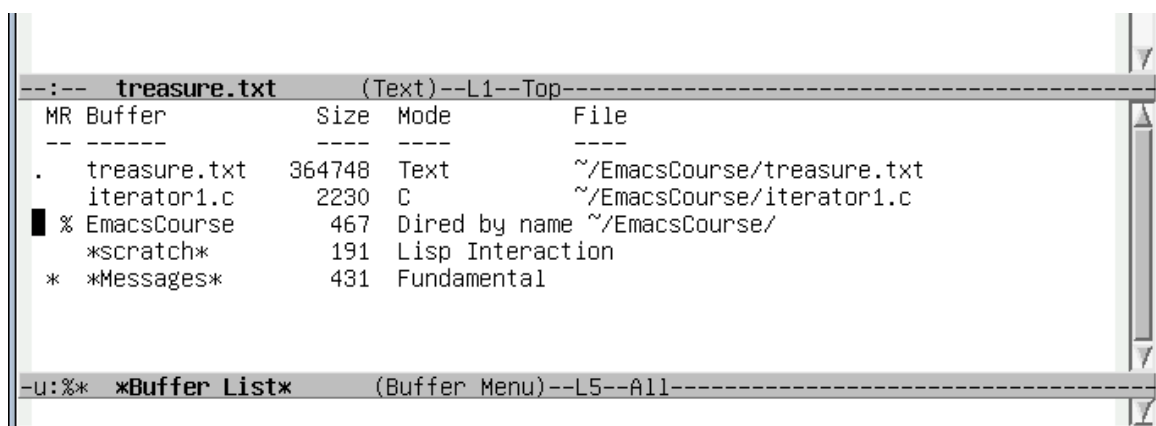 --:--  treasure.txt      (Text)--L1--Top--------------------------------------------
 MR Buffer           Size  Mode         File
 -- ------           ----  ----         ----
.   treasure.txt   364748  Text         ~/EmacsCourse/treasure.txt
    iterator1.c      2230  C            ~/EmacsCourse/iterator1.c
  % EmacsCourse       467  Dired by name ~/EmacsCourse/
    *scratch*         191  Lisp Interaction
 *  *Messages*        431  Fundamental
-u:%*  *Buffer List*      (Buffer Menu)--L5--All------------------------------------